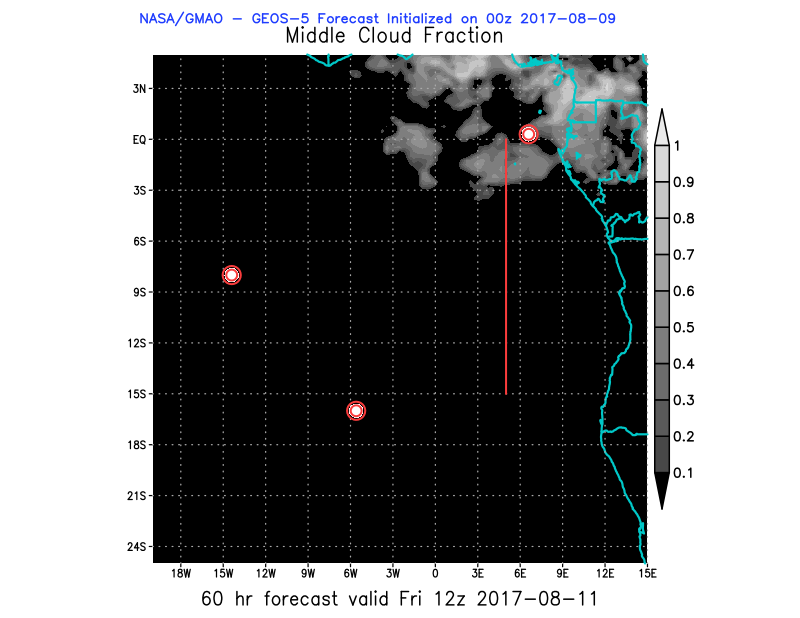 NASA/GMAO - GEOS-5 Forecast Initialized on 00z 2017-08-09
Middle Cloud Fraction
3N
EQ
3S
6S
9S
12S
15S
18S
21S
24S
18W 15W 12W 9W 6W 3W 0 3E 6E 9E 12E 15E
1
0.9
0.8
0.7
0.6
0.5
0.4
0.3
0.2
0.1
60 hr forecast valid Fri 12z 2017-08-11